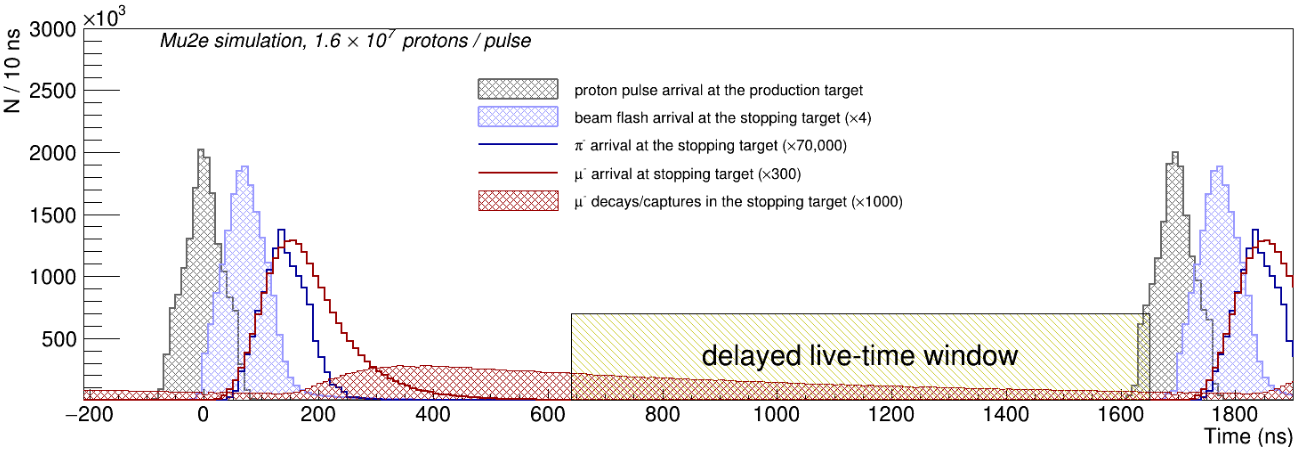 ×10³
3000
Mu2e simulation, 1.6 × 10⁷ protons / pulse
N / 10 ns
2500
2000
1500
1000
500
proton pulse arrival at the production target
beam flash arrival at the stopping target (×4)
π⁻ arrival at the stopping target (×70,000)
μ⁻ arrival at stopping target (×300)
μ⁻ decays/captures in the stopping target (×1000)
delayed live-time window
−200 0 200 400 600 800 1000 1200 1400 1600 1800
Time (ns)